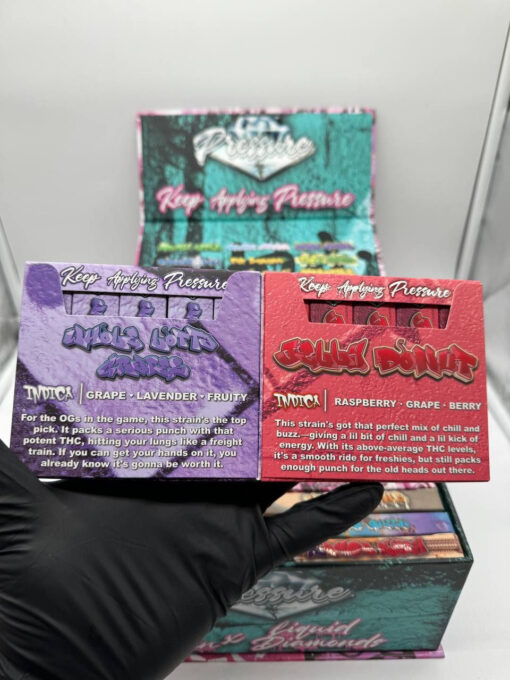 Pressure
Keep Applying Pressure
Keep Applying Pressure
INDICA | GRAPE • LAVENDER • FRUITY
For the OGs in the game, this strain's the top
pick. It packs a serious punch with that
potent THC, hitting your lungs like a freight
train. If you can get your hands on it, you
already know it's gonna be worth it.
Keep Applying Pressure
JELLY DONUT
INDICA | RASPBERRY • GRAPE • BERRY
This strain's got that perfect mix of chill and
buzz—giving a lil bit of chill and a lil kick of
energy. With its above-average THC levels,
it's a smooth ride for freshies, but still packs
enough punch for the old heads out there.
Pressure
Liquid
Diamonds